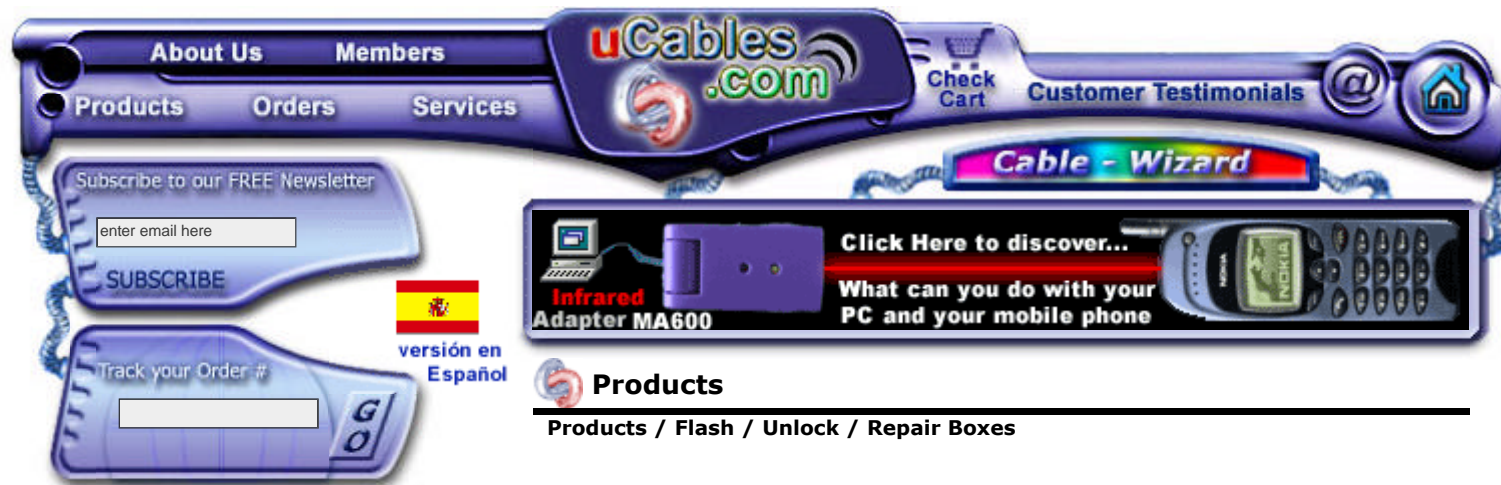 About Us Members
Products Orders Services
uCables
.com
Check
Cart
Customer Testimonials
@
Cable - Wizard
Subscribe to our FREE Newsletter
enter email here
SUBSCRIBE
Track your Order #
GO
versión en
Español
Infrared
Adapter MA600
Click Here to discover...
What can you do with your
PC and your mobile phone
NOKIA
NOKIA
Products
Products / Flash / Unlock / Repair Boxes